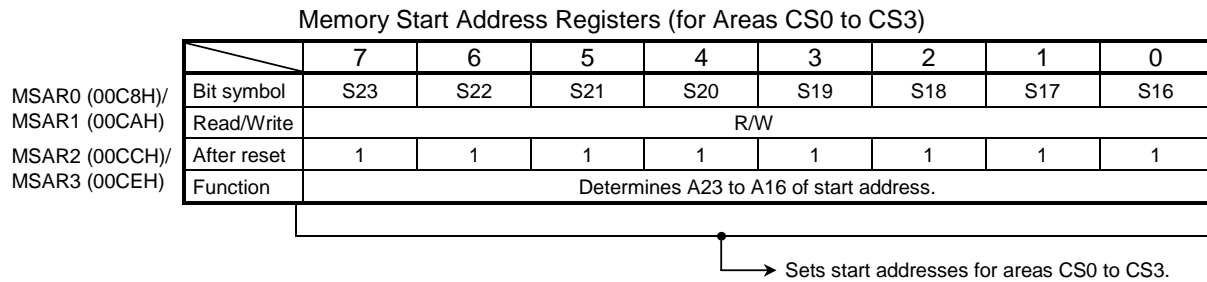 Memory Start Address Registers (for Areas CS0 to CS3)
7 6 5 4 3 2 1 0
MSAR0 (00C8H)/
MSAR1 (00CAH)
MSAR2 (00CCH)/
MSAR3 (00CEH)
Bit symbol S23 S22 S21 S20 S19 S18 S17 S16
Read/Write R/W
After reset 1 1 1 1 1 1 1 1
Function Determines A23 to A16 of start address.
Sets start addresses for areas CS0 to CS3.